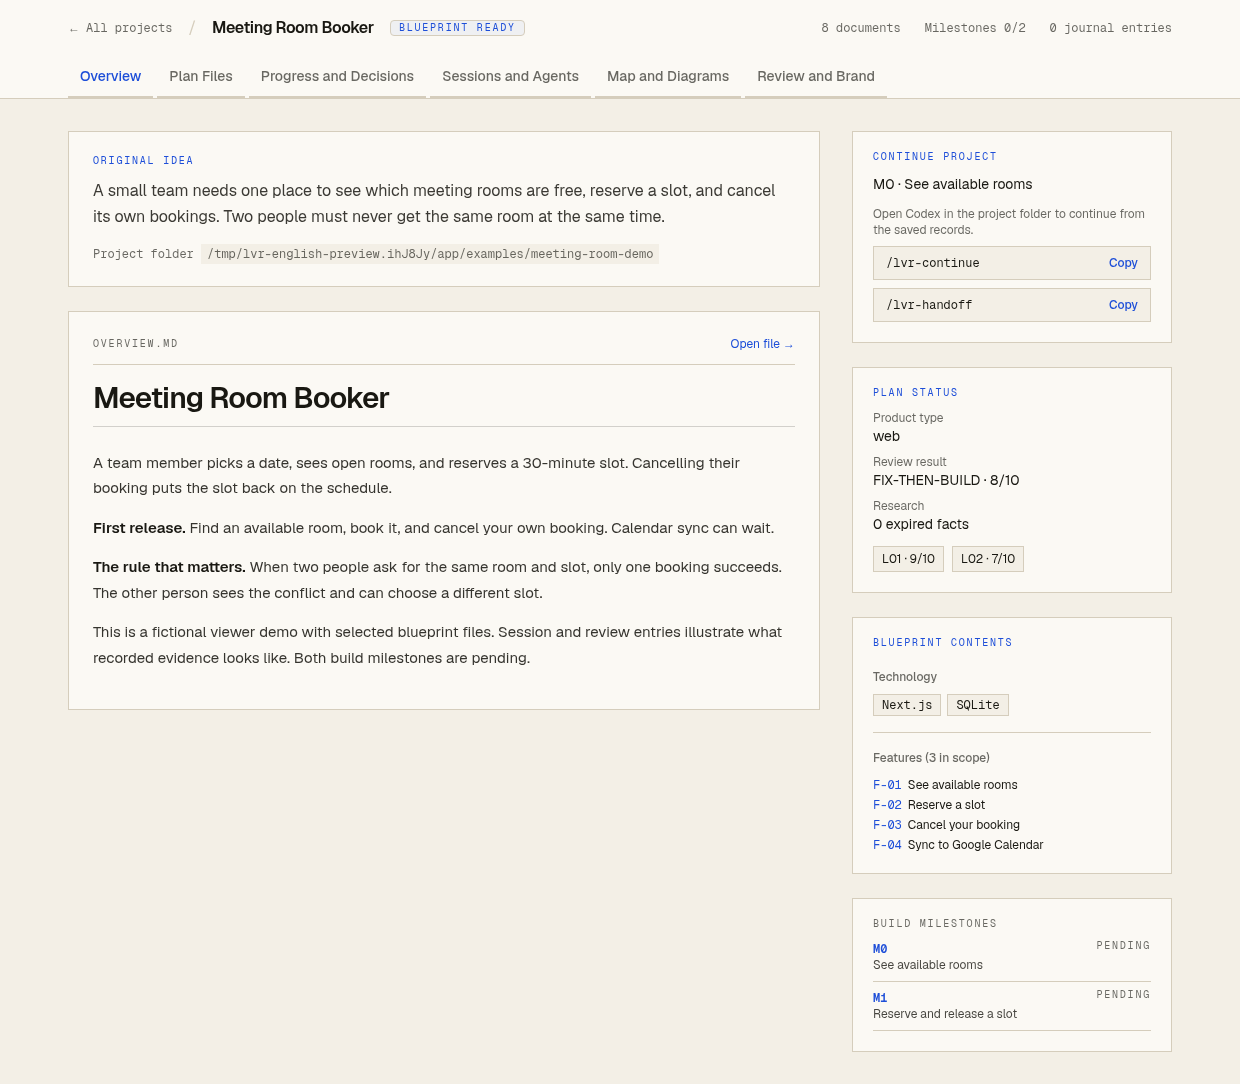 ← All projects / Meeting Room Booker BLUEPRINT READY 8 documents Milestones 0/2 0 journal entries
Overview Plan Files Progress and Decisions Sessions and Agents Map and Diagrams Review and Brand
ORIGINAL IDEA
A small team needs one place to see which meeting rooms are free, reserve a slot, and cancel
its own bookings. Two people must never get the same room at the same time.
Project folder /tmp/lvr-english-preview.ihJ8Jy/app/examples/meeting-room-demo
OVERVIEW.MD Open file →
Meeting Room Booker
A team member picks a date, sees open rooms, and reserves a 30-minute slot. Cancelling their
booking puts the slot back on the schedule.
First release. Find an available room, book it, and cancel your own booking. Calendar sync can wait.
The rule that matters. When two people ask for the same room and slot, only one booking succeeds.
The other person sees the conflict and can choose a different slot.
This is a fictional viewer demo with selected blueprint files. Session and review entries illustrate what
recorded evidence looks like. Both build milestones are pending.
CONTINUE PROJECT
M0 · See available rooms
Open Codex in the project folder to continue from
the saved records.
/lvr-continue Copy
/lvr-handoff Copy
PLAN STATUS
Product type
web
Review result
FIX-THEN-BUILD · 8/10
Research
0 expired facts
L01 · 9/10 L02 · 7/10
BLUEPRINT CONTENTS
Technology
Next.js SQLite
Features (3 in scope)
F-01 See available rooms
F-02 Reserve a slot
F-03 Cancel your booking
F-04 Sync to Google Calendar
BUILD MILESTONES
M0 PENDING
See available rooms
M1 PENDING
Reserve and release a slot